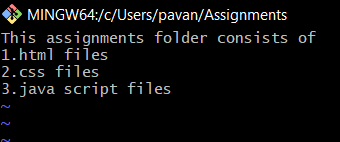 MINGW64:/c/Users/pavan/Assignments
This assignments folder consists of
1.html files
2.css files
3.java script files
~
~
~